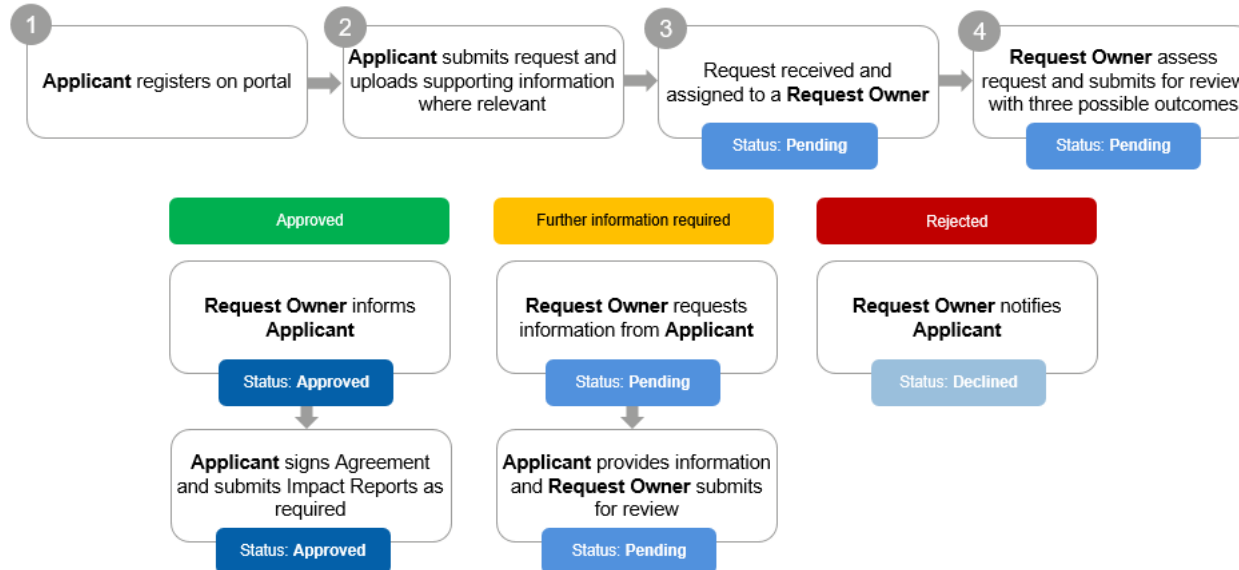 1
Applicant registers on portal
2
Applicant submits request and
uploads supporting information
where relevant
3
Request received and
assigned to a Request Owner
Status: Pending
4
Request Owner assess
request and submits for review
with three possible outcomes
Status: Pending
Approved
Request Owner informs
Applicant
Status: Approved
Applicant signs Agreement
and submits Impact Reports as
required
Status: Approved
Further information required
Request Owner requests
information from Applicant
Status: Pending
Applicant provides information
and Request Owner submits
for review
Status: Pending
Rejected
Request Owner notifies
Applicant
Status: Declined